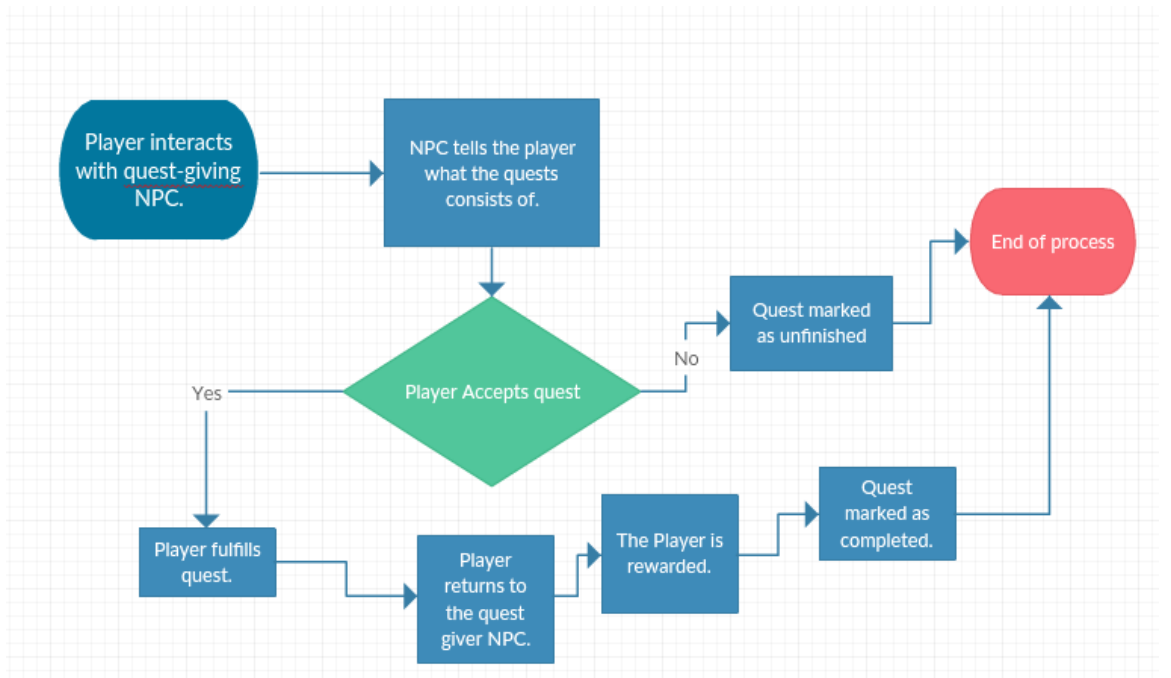 Player interacts
with quest-giving
NPC.
NPC tells the player
what the quests
consists of.
End of process
Quest marked
as unfinished
No
Player Accepts quest
Yes
Player fulfills
quest.
Player
returns to
the quest
giver NPC.
The Player is
rewarded.
Quest
marked as
completed.